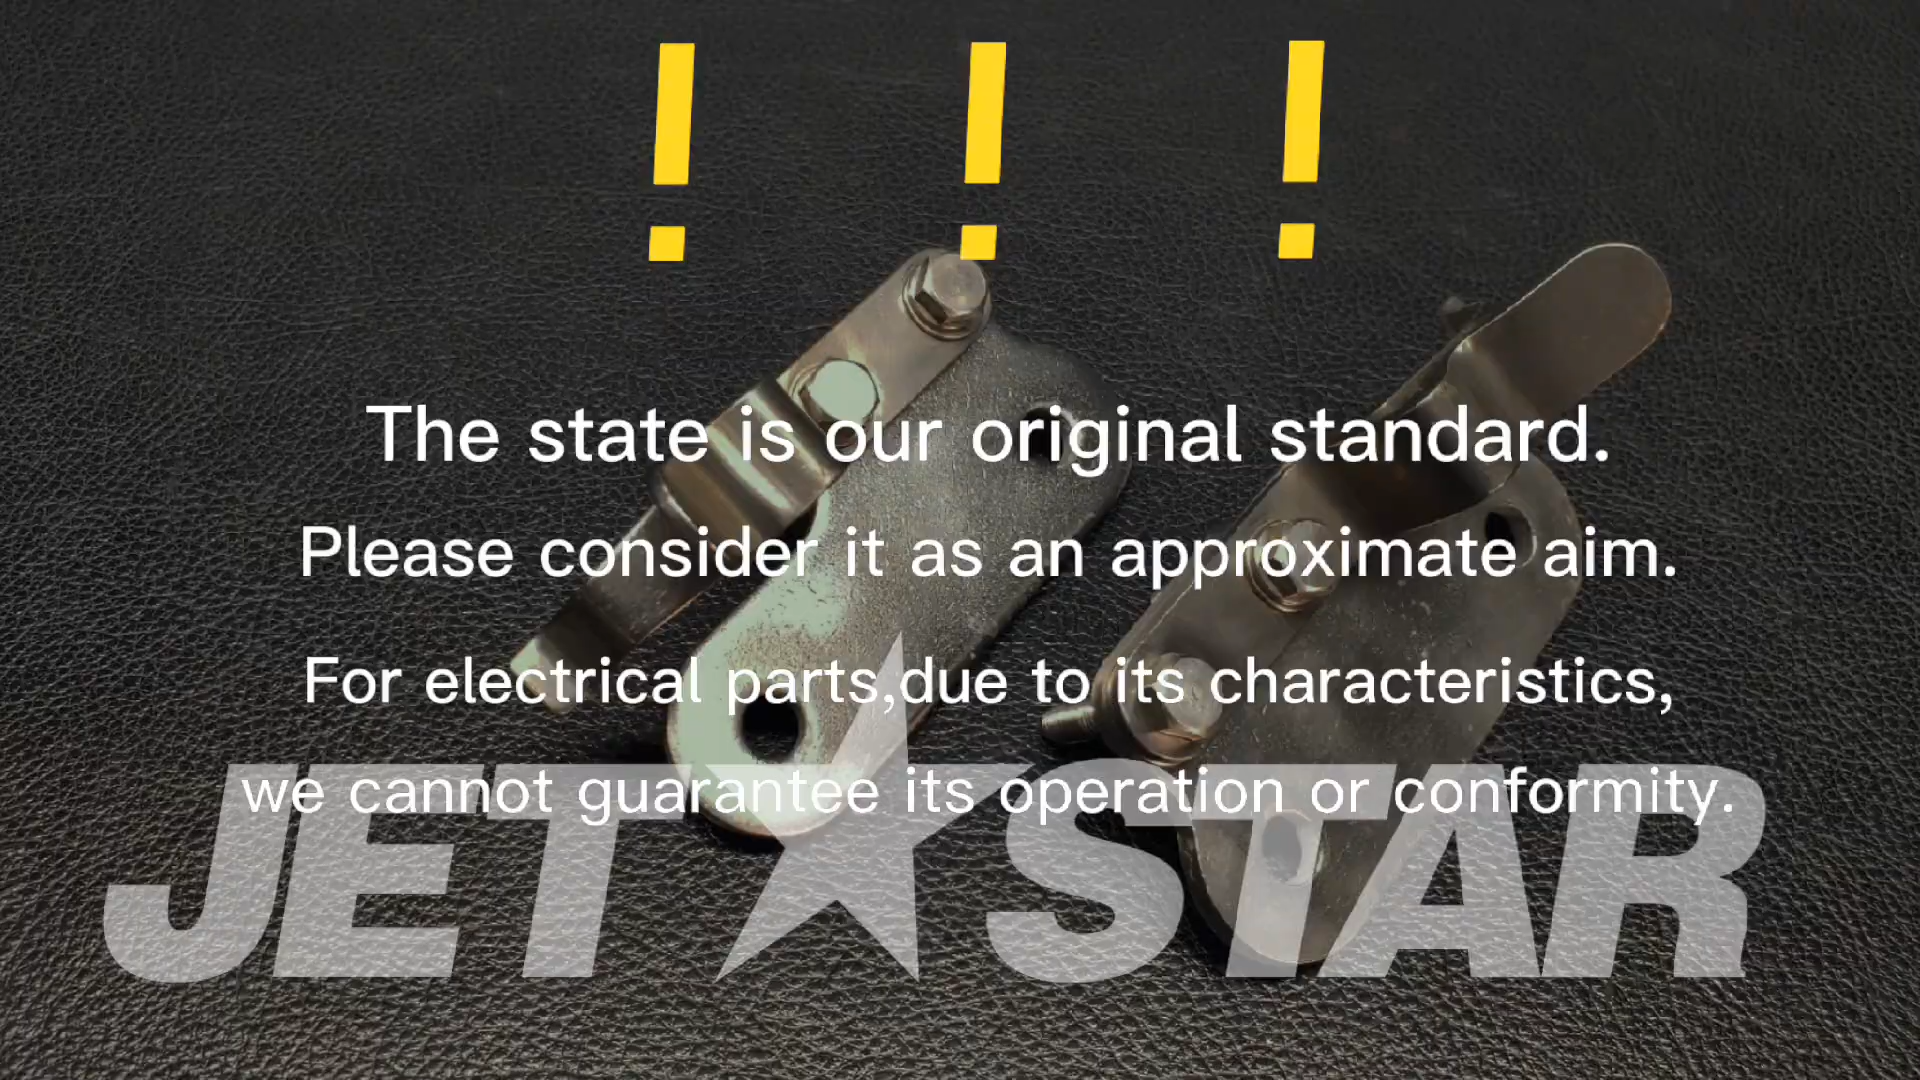 ! ! !
The state is our original standard.
Please consider it as an approximate aim.
For electrical parts,due to its characteristics,
we cannot guarantee its operation or conformity.
JET★STAR